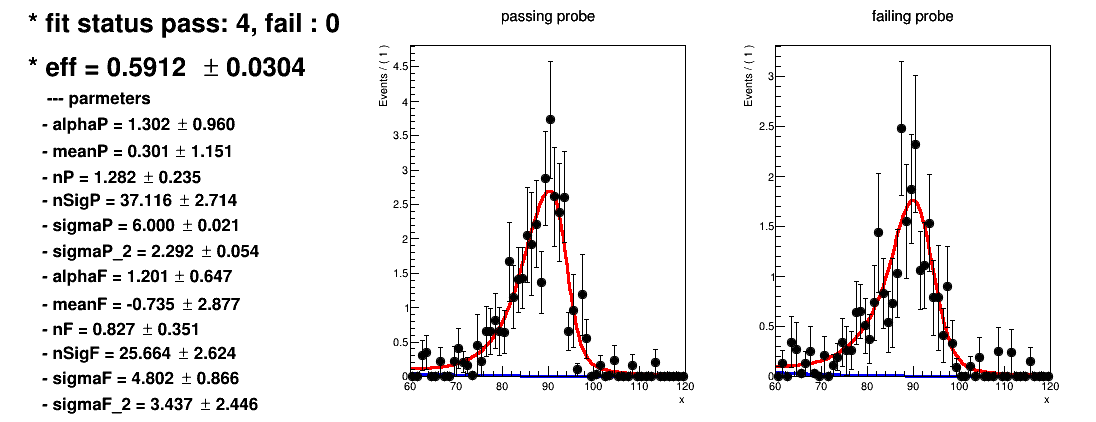 * fit status pass: 4, fail : 0
* eff = 0.5912 ± 0.0304
--- parmeters
- alphaP = 1.302 ± 0.960
- meanP = 0.301 ± 1.151
- nP = 1.282 ± 0.235
- nSigP = 37.116 ± 2.714
- sigmaP = 6.000 ± 0.021
- sigmaP_2 = 2.292 ± 0.054
- alphaF = 1.201 ± 0.647
- meanF = -0.735 ± 2.877
- nF = 0.827 ± 0.351
- nSigF = 25.664 ± 2.624
- sigmaF = 4.802 ± 0.866
- sigmaF_2 = 3.437 ± 2.446
passing probe
Events / ( 1 )
4.5
4
3.5
3
2.5
2
1.5
1
0.5
0
60 70 80 90 100 110 120
x
failing probe
Events / ( 1 )
3
2.5
2
1.5
1
0.5
0
60 70 80 90 100 110 120
x